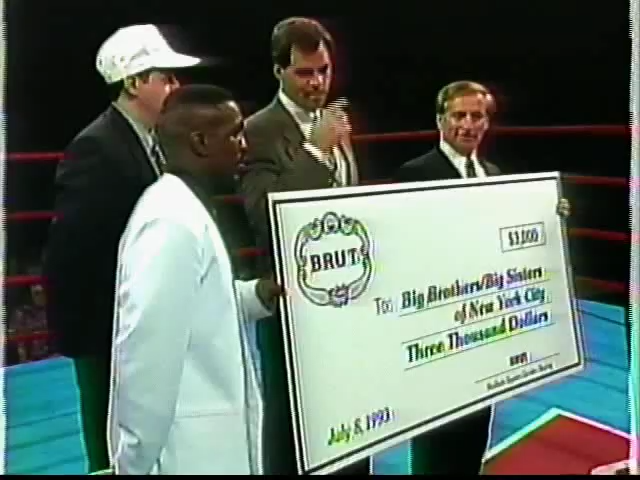 BRUT
$3,000
To: Big Brothers/Big Sisters
of New York City
Three Thousand Dollars
July 8, 1993